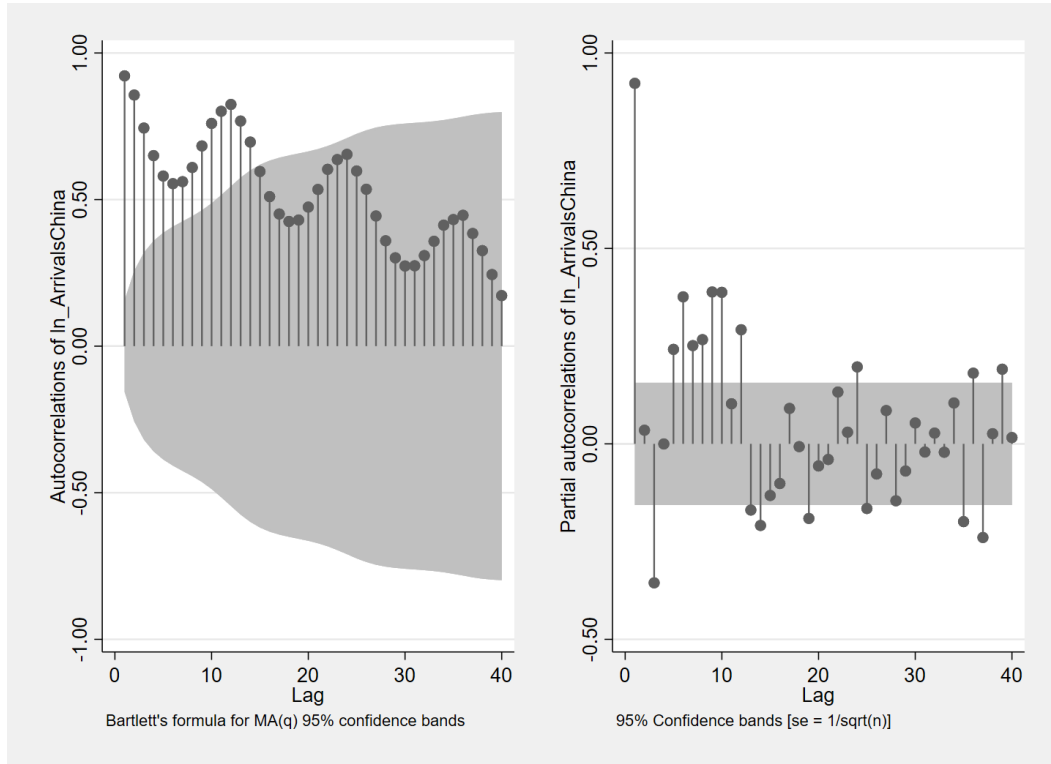 Autocorrelations of ln_ArrivalsChina
1.00
0.50
0.00
-0.50
-1.00
0 10 20 30 40
Lag
Bartlett's formula for MA(q) 95% confidence bands
Partial autocorrelations of ln_ArrivalsChina
1.00
0.50
0.00
-0.50
0 10 20 30 40
Lag
95% Confidence bands [se = 1/sqrt(n)]